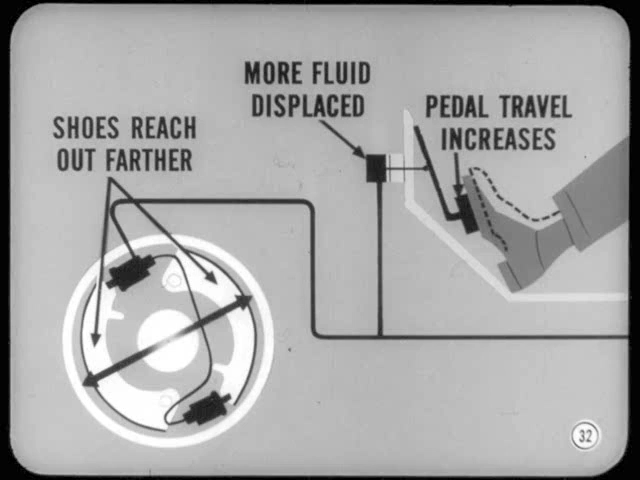 MORE FLUID
DISPLACED
PEDAL TRAVEL
INCREASES
SHOES REACH
OUT FARTHER
32